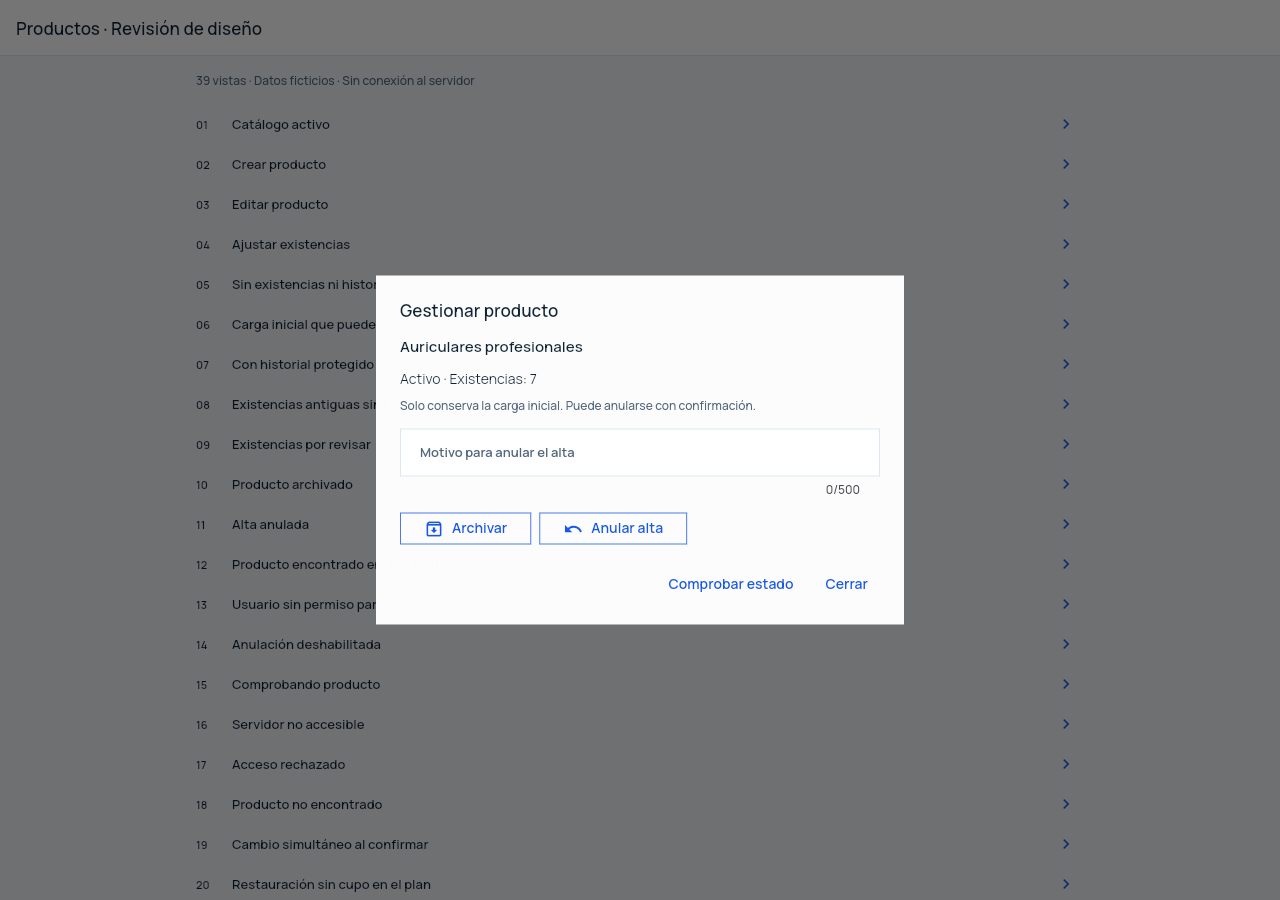 Productos · Revisión de diseño
39 vistas · Datos ficticios · Sin conexión al servidor
01 Catálogo activo
02 Crear producto
03 Editar producto
04 Ajustar existencias
05 Sin existencias ni
06 Carga inicial que puede
07 Con historial protegido
08 Existencias antiguas
09 Existencias por revisar
10 Producto archivado
11 Alta anulada
12 Producto encontrado
13 Usuario sin permiso
14 Anulación deshabilitada
15 Comprobando producto
16 Servidor no accesible
17 Acceso rechazado
18 Producto no encontrado
19 Cambio simultáneo al confirmar
20 Restauración sin cupo en el plan
Gestionar producto
Auriculares profesionales
Activo · Existencias: 7
Solo conserva la carga inicial. Puede anularse con confirmación.
Motivo para anular el alta
0/500
Archivar
Anular alta
Comprobar estado
Cerrar